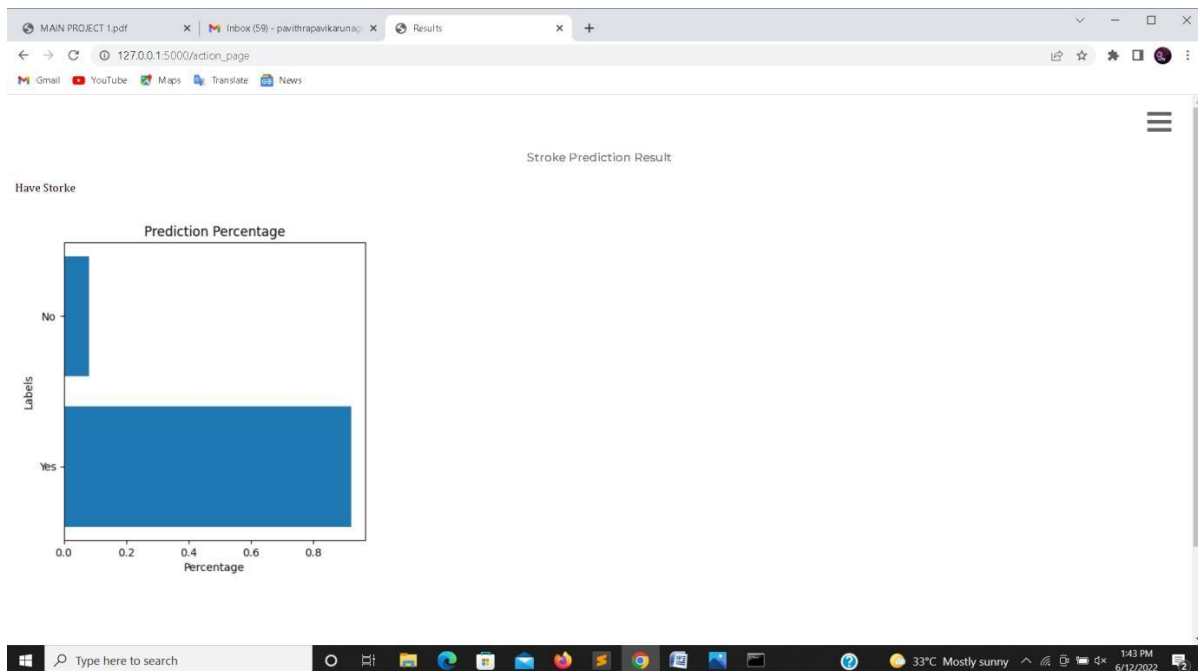 MAIN PROJECT 1.pdf
Inbox (59) - pavithrapavikarunag
Results
127.0.0.1:5000/action_page
Gmail YouTube Maps Translate News
Stroke Prediction Result
Have Storke
Prediction Percentage
No
Labels
Yes
0.0 0.2 0.4 0.6 0.8
Percentage
Type here to search
33°C Mostly sunny
1:43 PM
6/12/2022
2